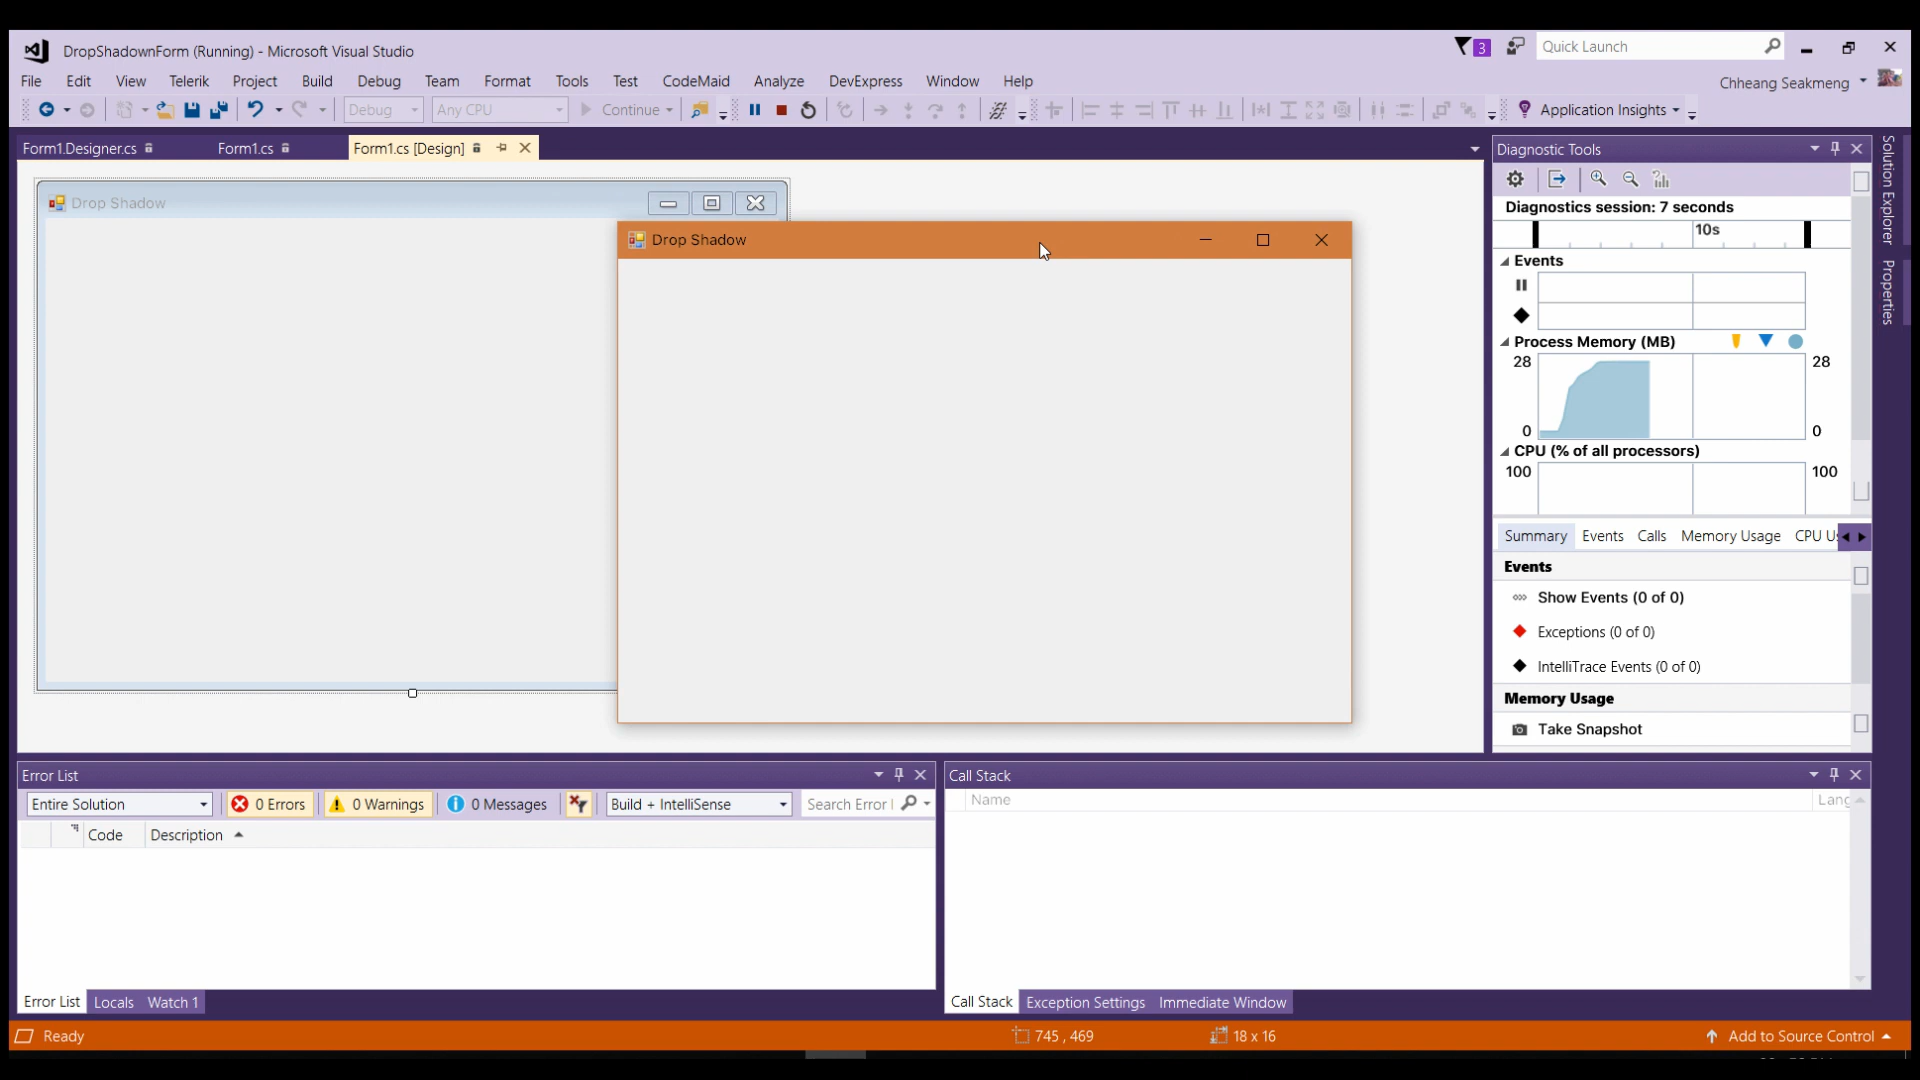 DropShadownForm (Running) - Microsoft Visual Studio
3
Quick Launch
File Edit View Telerik Project Build Debug Team Format Tools Test CodeMaid Analyze DevExpress Window Help
Chheang Seakmeng
Debug Any CPU Continue Application Insights
Form1.Designer.cs Form1.cs Form1.cs [Design]
Diagnostic Tools
Solution Explorer
Properties
Drop Shadow
Drop Shadow
Diagnostics session: 7 seconds
10s
Events
Process Memory (MB)
28 28
0 0
CPU (% of all processors)
100 100
Summary Events Calls Memory Usage CPU
Events
Show Events (0 of 0)
Exceptions (0 of 0)
IntelliTrace Events (0 of 0)
Memory Usage
Take Snapshot
Error List
Entire Solution 0 Errors 0 Warnings 0 Messages Build + IntelliSense Search Error
Code Description
Error List Locals Watch 1
Call Stack
Name Lang
Call Stack Exception Settings Immediate Window
Ready 745 , 469 18 x 16 Add to Source Control